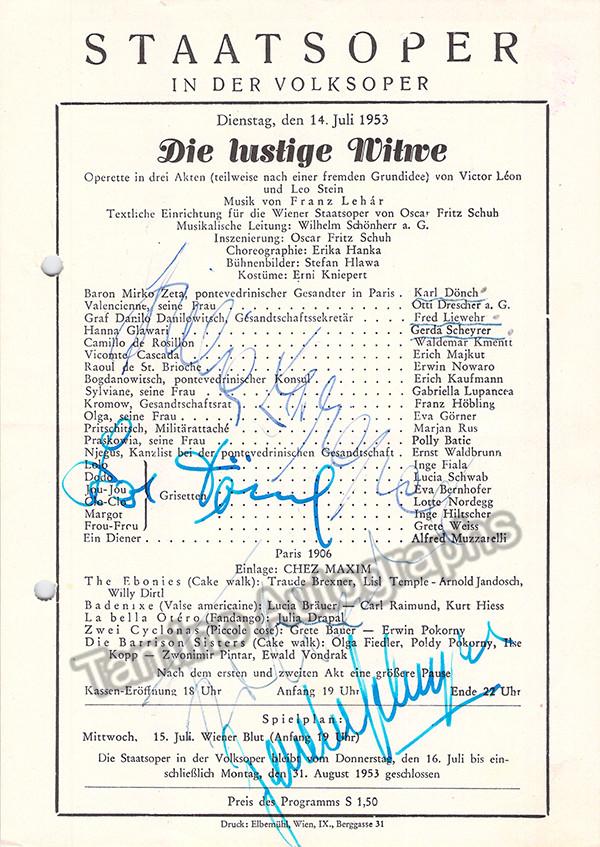 STAATSOPER
IN DER VOLKSOPER
Dienstag, den 14. Juli 1953
Die lustige Witwe
Operette in drei Akten (teilweise nach einer fremden Grundidee) von Victor Léon
und Leo Stein
Musik von Franz Lehár
Textliche Einrichtung für die Wiener Staatsoper von Oscar Fritz Schuh
Musikalische Leitung: Wilhelm Schönherr a. G.
Inszenierung: Oscar Fritz Schuh
Choreographie: Erika Hanka
Bühnenbilder: Stefan Hlawa
Kostüme: Erni Kniepert
Baron Mirko Zeta, pontevedrinischer Gesandter in Paris . Karl Dönch
Valencienne, seine Frau . . . . Otti Drescher a. G.
Graf Danilo Danilowitsch, Gesandtschaftssekretär . . . . Fred Liewehr
Hanna Glawari . . . . Gerda Scheyrer
Camillo de Rosillon . . . . Waldemar Kmentt
Vicomte Cascada . . . . Erich Majkut
Raoul de St. Brioche . . . . Erwin Nowaro
Bogdanowitsch, pontevedrinischer Konsul . . . . Erich Kaufmann
Sylviane, seine Frau . . . . Gabriella Lupancea
Kromow, Gesandtschaftsrat . . . . Franz Höbling
Olga, seine Frau . . . . Eva Görner
Pritschitsch, Militärattaché . . . . Marjan Rus
Praskowia, seine Frau . . . . Polly Batic
Njegus, Kanzlist bei der pontevedrinischen Gesandtschaft . Ernst Waldbrunn
Lolo . . . . Inge Fiala
Dodo . . . . Lucia Schwab
Jou-Jou . . . . Eva Bernhofer
Clo-Clo . . . . Lotte Nordegg
Grisetten
Margot . . . . Inge Hiltscher
Frou-Frou . . . . Grete Weiss
Ein Diener . . . . Alfred Muzzarelli
Paris 1906
Einlage: CHEZ MAXIM
The Ebonies (Cake walk): Traude Brexner, Lisl Temple - Arnold Jandosch,
Willy Dirtl
Badenixe (Valse americaine): Lucia Bräuer — Carl Raimund, Kurt Hiess
La bella Otéro (Fandango): Julia Drapal
Zwei Cyclonas (Piccolo cose): Grete Bauer — Erwin Pokorny
Die Barrison Sisters (Cake walk): Olga Fiedler, Poldy Pokorny, Ilse
Kopp — Zwonimir Pintar, Ewald Vondrak
Nach dem ersten und zweiten Akt eine größere Pause
Kassen-Eröffnung 18 Uhr Anfang 19 Uhr Ende 22 Uhr
Spielplan:
Mittwoch, 15. Juli. Wiener Blut (Anfang 19 Uhr)
Die Staatsoper in der Volksoper bleibt vom Donnerstag, den 16. Juli bis ein-
schließlich Montag, den 31. August 1953 geschlossen
Preis des Programms S 1,50
Druck: Elbemühl, Wien, IX., Berggasse 31
Tamino Autographs